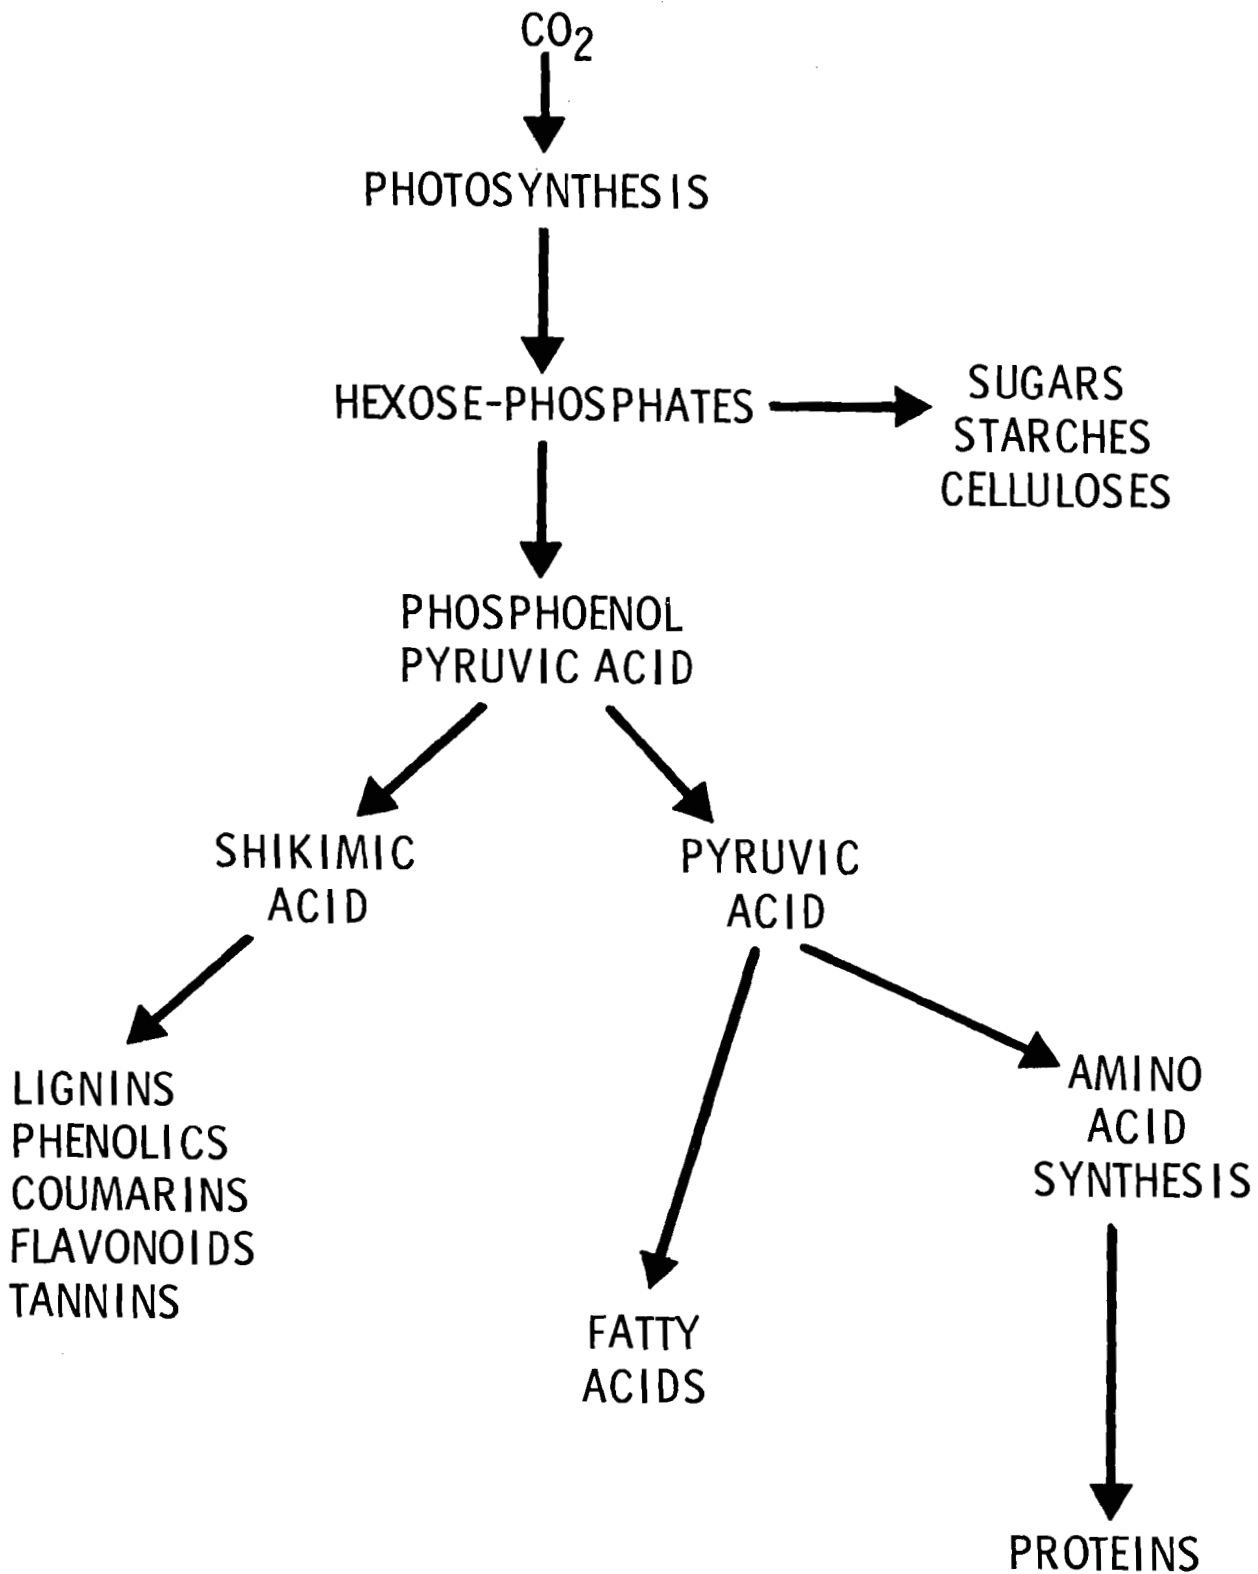 CO2
PHOTOSYNTHESIS
HEXOSE-PHOSPHATES
SUGARS
STARCHES
CELLULOSES
PHOSPHOENOL
PYRUVIC ACID
SHIKIMIC
ACID
PYRUVIC
ACID
LIGNINS
PHENOLICS
COUMARINS
FLAVONOIDS
TANNINS
AMINO
ACID
SYNTHESIS
FATTY
ACIDS
PROTEINS